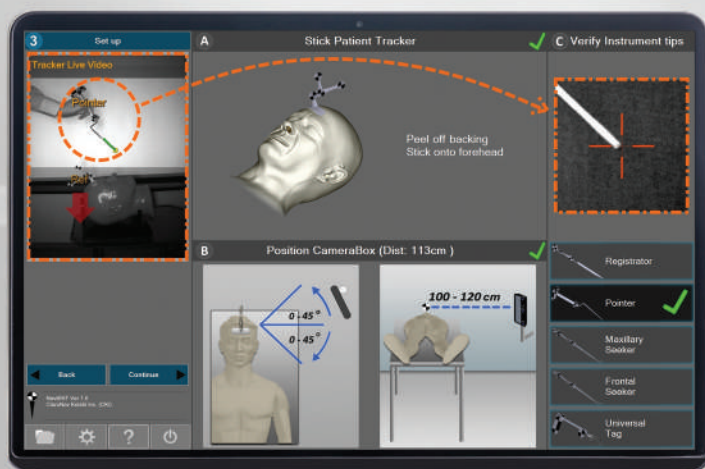 3 Set up
Tracker Live Video
Pointer
A Stick Patient Tracker
Peel off backing
Stick onto forehead
C Verify Instrument tips
B Position CameraBox (Dist: 113cm )
0 - 45°
0 - 45°
100 - 120 cm
Registrator
Pointer
Maxillary
Seeker
Frontal
Seeker
Universal
Tag
Back
Continue
?